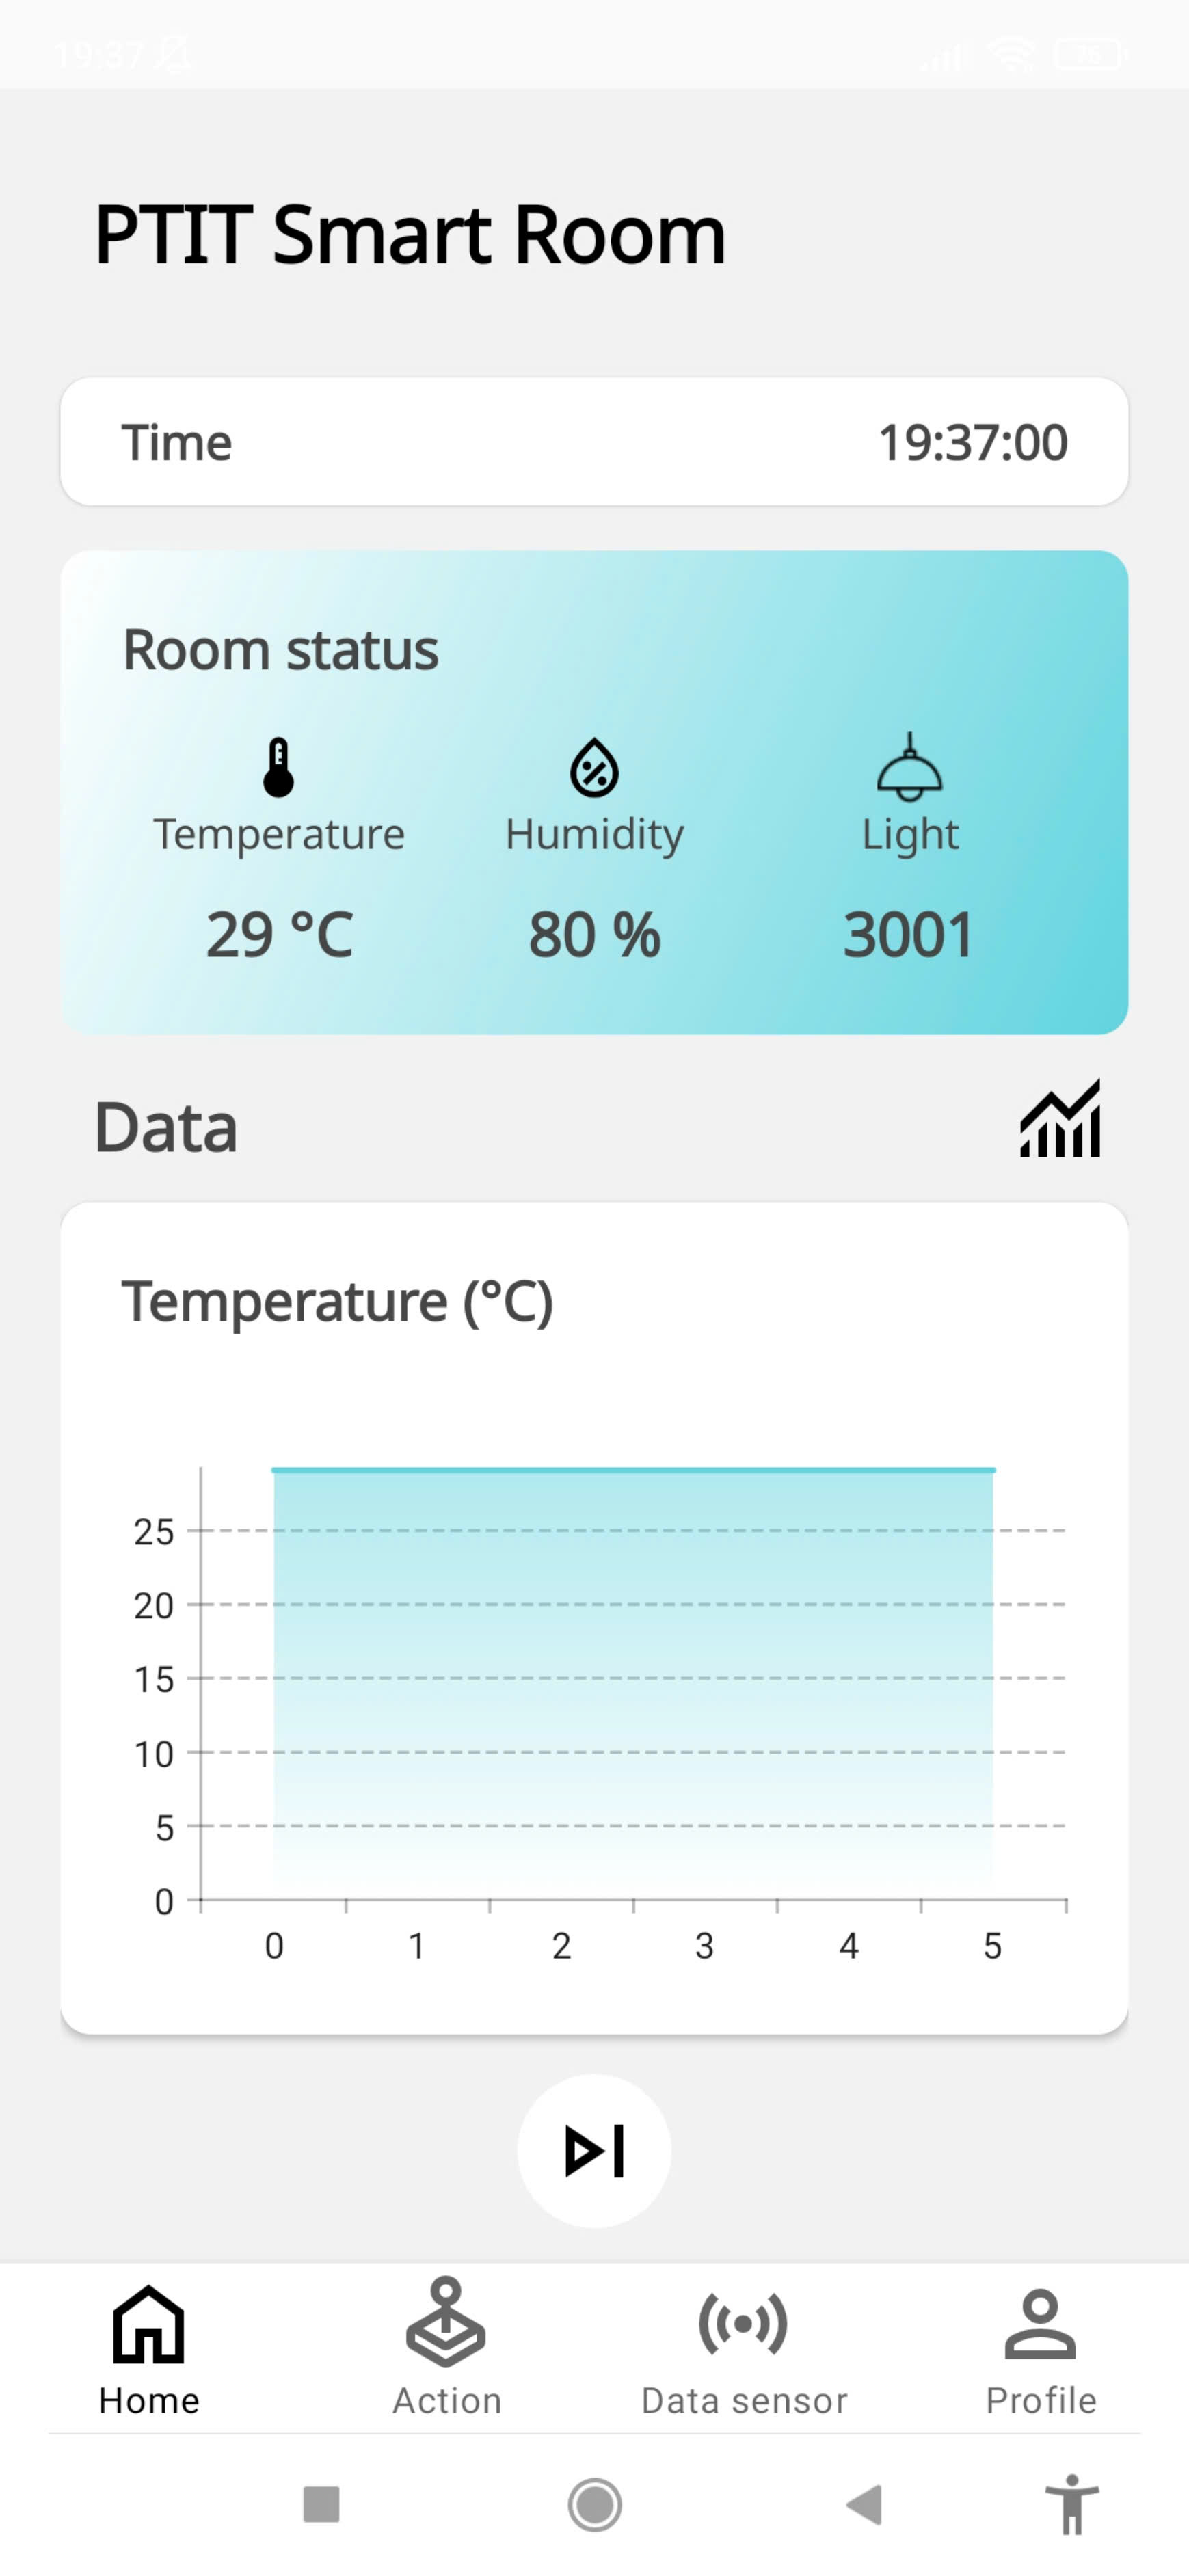 19:37
76
PTIT Smart Room
Time 19:37:00
Room status
Temperature Humidity Light
29 °C 80 % 3001
Data
Temperature (°C)
25
20
15
10
5
0
0 1 2 3 4 5
Home Action Data sensor Profile